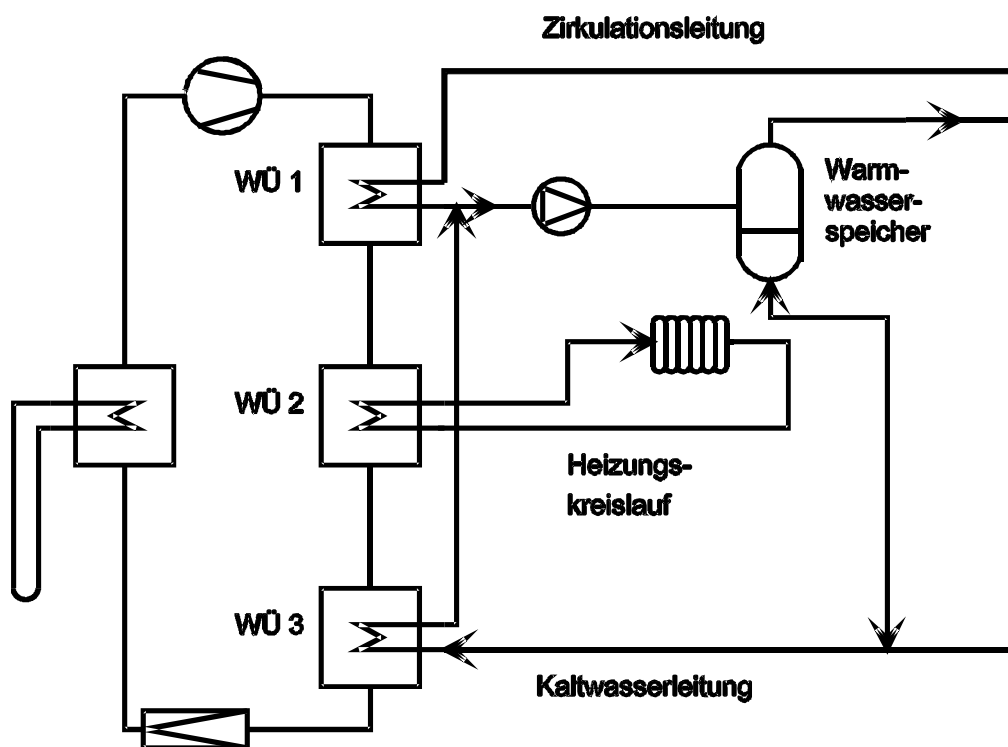 Zirkulationsleitung
WÜ 1
Warm-
wasser-
speicher
WÜ 2
Heizungs-
kreislauf
WÜ 3
Kaltwasserleitung